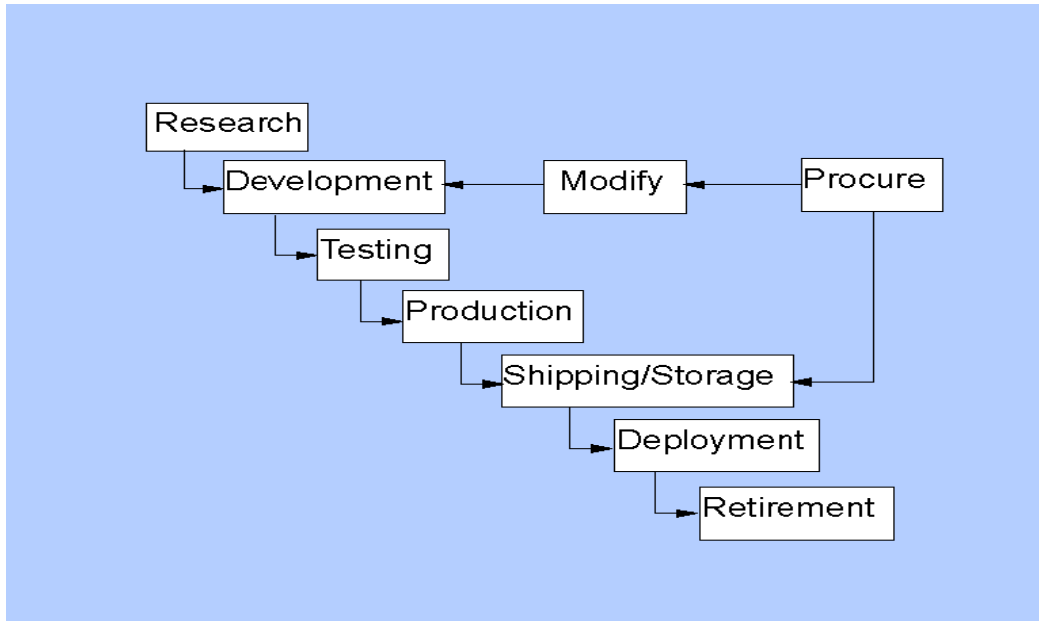 Research
Development
Modify
Procure
Testing
Production
Shipping/Storage
Deployment
Retirement